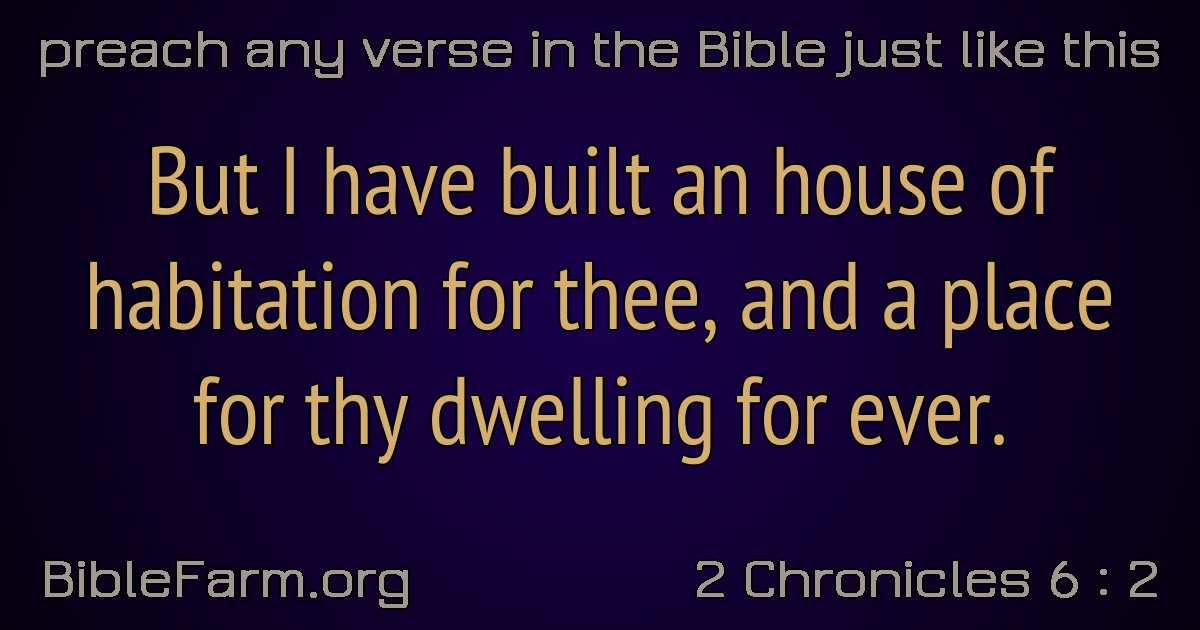 preach any verse in the Bible just like this
But I have built an house of
habitation for thee, and a place
for thy dwelling for ever.
BibleFarm.org
2 Chronicles 6 : 2